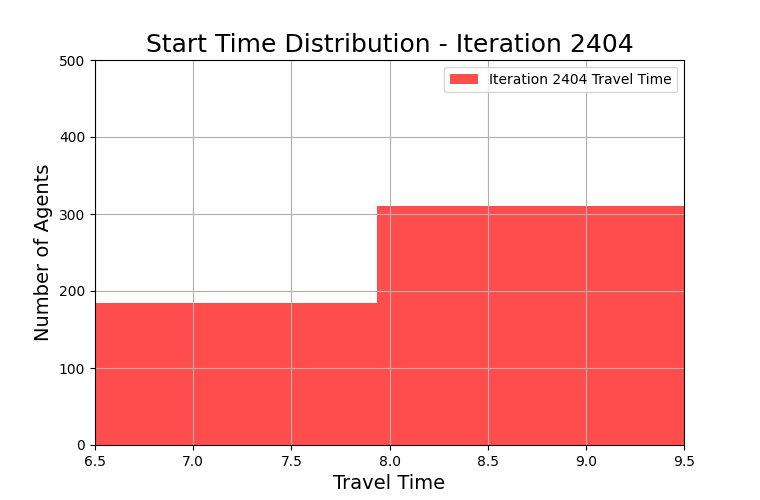 Start Time Distribution - Iteration 2404
Iteration 2404 Travel Time
Number of Agents
500
400
300
200
100
0
6.5 7.0 7.5 8.0 8.5 9.0 9.5
Travel Time